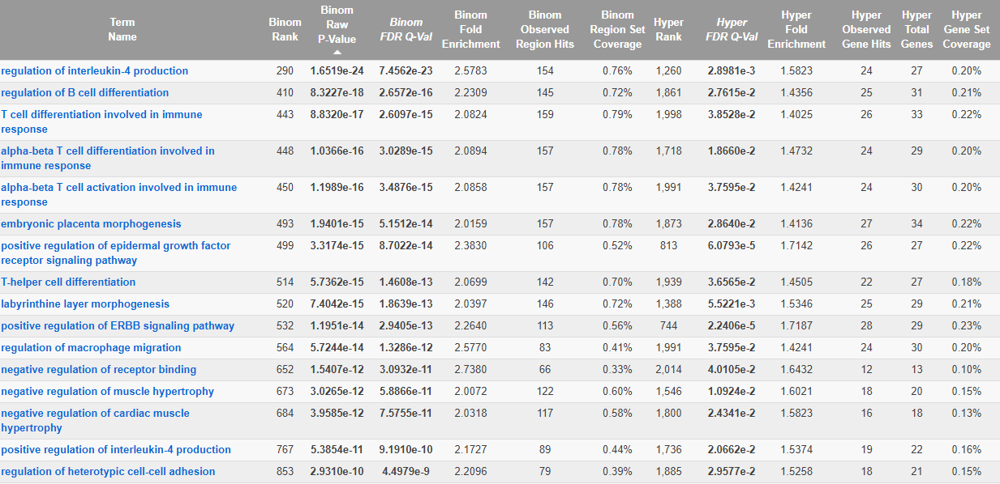 Term Name Binom Rank Binom Raw P-Value Binom FDR Q-Val Binom Fold Enrichment Binom Observed Region Hits Binom Region Set Coverage Hyper Rank Hyper FDR Q-Val Hyper Fold Enrichment Hyper Observed Gene Hits Hyper Total Genes Hyper Gene Set Coverage
regulation of interleukin-4 production 290 1.6519e-24 7.4562e-23 2.5783 154 0.76% 1,260 2.8981e-3 1.5823 24 27 0.20%
regulation of B cell differentiation 410 8.3227e-18 2.6572e-16 2.2309 145 0.72% 1,861 2.7615e-2 1.4356 25 31 0.21%
T cell differentiation involved in immune response 443 8.8320e-17 2.6097e-15 2.0824 159 0.79% 1,998 3.8528e-2 1.4025 26 33 0.22%
alpha-beta T cell differentiation involved in immune response 448 1.0366e-16 3.0289e-15 2.0894 157 0.78% 1,718 1.8660e-2 1.4732 24 29 0.20%
alpha-beta T cell activation involved in immune response 450 1.1989e-16 3.4876e-15 2.0858 157 0.78% 1,991 3.7595e-2 1.4241 24 30 0.20%
embryonic placenta morphogenesis 493 1.9401e-15 5.1512e-14 2.0159 157 0.78% 1,873 2.8640e-2 1.4136 27 34 0.22%
positive regulation of epidermal growth factor receptor signaling pathway 499 3.3174e-15 8.7022e-14 2.3830 106 0.52% 813 6.0793e-5 1.7142 26 27 0.22%
T-helper cell differentiation 514 5.7362e-15 1.4608e-13 2.0699 142 0.70% 1,939 3.6565e-2 1.4505 22 27 0.18%
labyrinthine layer morphogenesis 520 7.4042e-15 1.8639e-13 2.0397 146 0.72% 1,388 5.5221e-3 1.5346 25 29 0.21%
positive regulation of ERBB signaling pathway 532 1.1951e-14 2.9405e-13 2.2640 113 0.56% 744 2.2406e-5 1.7187 28 29 0.23%
regulation of macrophage migration 564 5.7244e-14 1.3286e-12 2.5770 83 0.41% 1,991 3.7595e-2 1.4241 24 30 0.20%
negative regulation of receptor binding 652 1.5407e-12 3.0932e-11 2.7380 66 0.33% 2,014 4.0105e-2 1.6432 12 13 0.10%
negative regulation of muscle hypertrophy 673 3.0265e-12 5.8866e-11 2.0072 122 0.60% 1,546 1.0924e-2 1.6021 18 20 0.15%
negative regulation of cardiac muscle hypertrophy 684 3.9585e-12 7.5755e-11 2.0318 117 0.58% 1,800 2.4341e-2 1.5823 16 18 0.13%
positive regulation of interleukin-4 production 767 5.3854e-11 9.1910e-10 2.1727 89 0.44% 1,736 2.0662e-2 1.5374 19 22 0.16%
regulation of heterotypic cell-cell adhesion 853 2.9310e-10 4.4979e-9 2.2096 79 0.39% 1,885 2.9577e-2 1.5258 18 21 0.15%